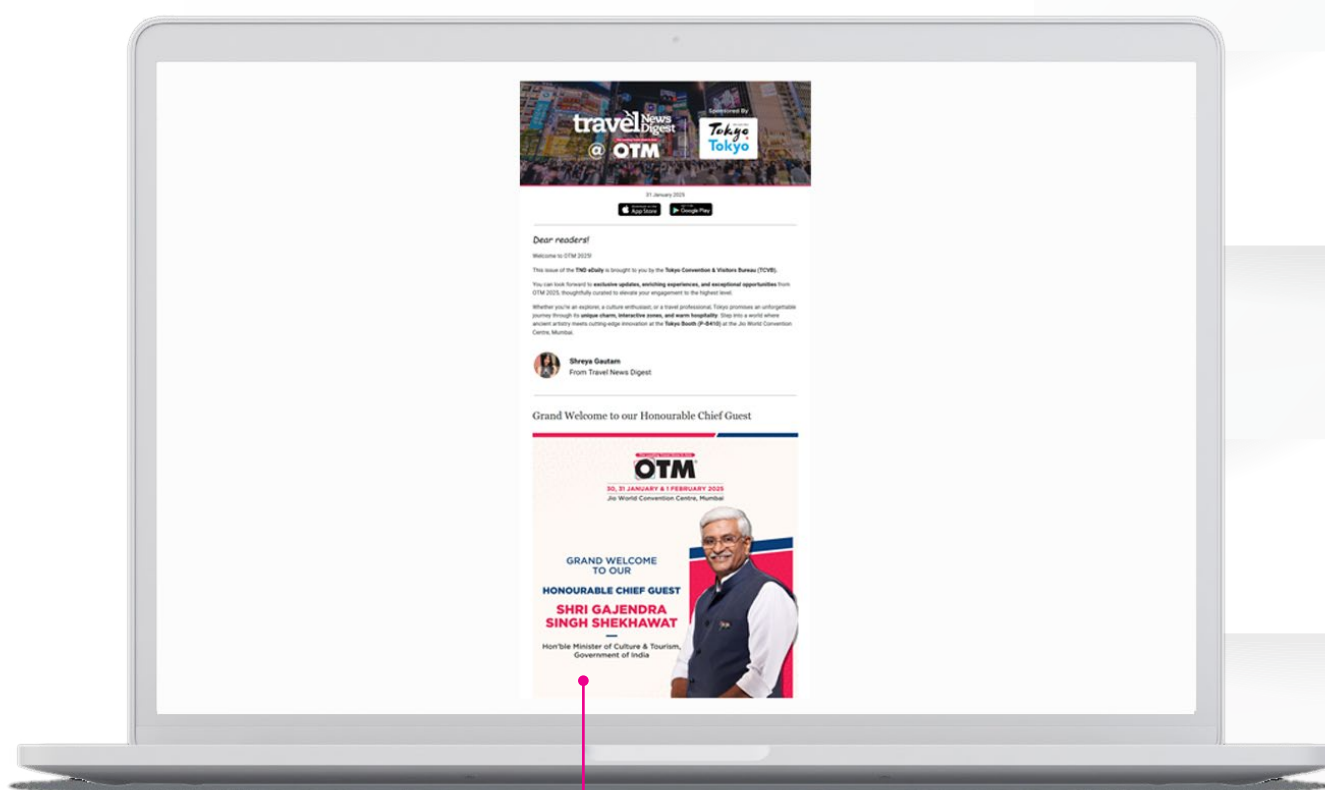 travel News
Digest
@ OTM
Sponsored By
Tokyo
Tokyo
31 January 2025
App Store
Google Play
Dear readers!
Welcome to OTM 2025!
This issue of the TND eDaily is brought to you by the Tokyo Convention & Visitors Bureau (TCVB).
You can look forward to exclusive updates, enriching experiences, and exceptional opportunities from
OTM 2025, thoughtfully curated to elevate your engagement to the highest level.
Whether you're an explorer, a culture enthusiast, or a travel professional, Tokyo promises an unforgettable
journey through its unique charm, interactive zones, and warm hospitality. Step into a world where
ancient artistry meets cutting-edge innovation at the Tokyo Booth (P-B410) at the Jio World Convention
Centre, Mumbai.
Shreya Gautam
From Travel News Digest
Grand Welcome to our Honourable Chief Guest
OTM
30, 31 JANUARY & 1 FEBRUARY 2025
Jio World Convention Centre, Mumbai
GRAND WELCOME
TO OUR
HONOURABLE CHIEF GUEST
SHRI GAJENDRA
SINGH SHEKHAWAT
Hon'ble Minister of Culture & Tourism,
Government of India